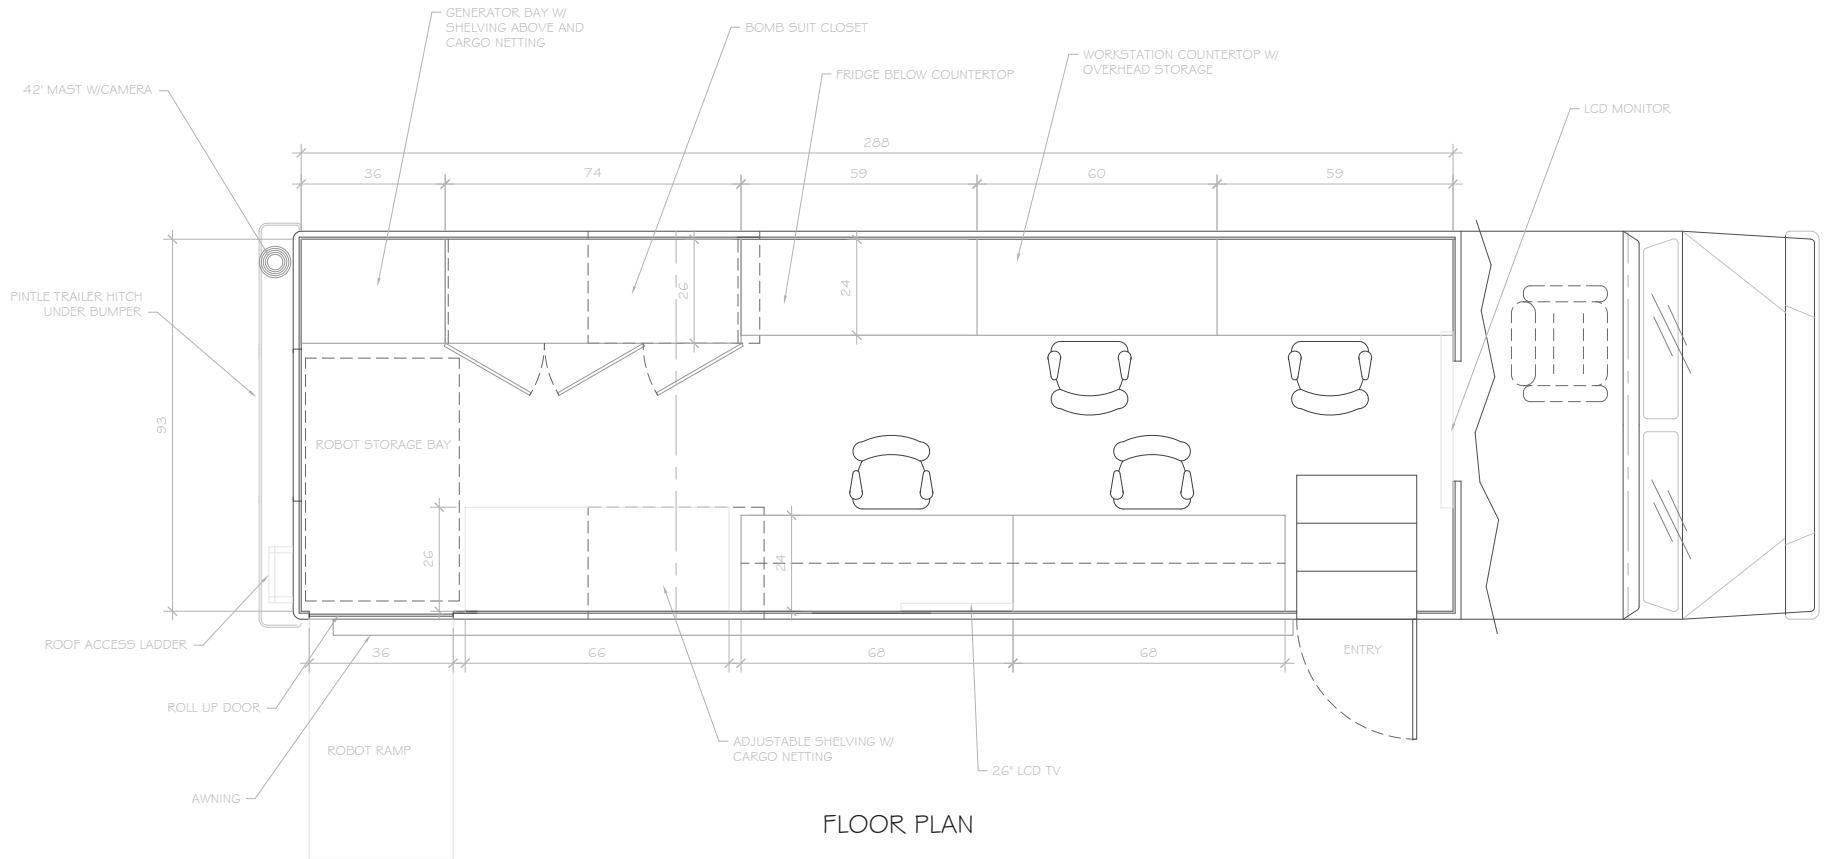 GENERATOR BAY W/
SHELVING ABOVE AND
CARGO NETTING
BOMB SUIT CLOSET
FRIDGE BELOW COUNTERTOP
WORKSTATION COUNTERTOP W/
OVERHEAD STORAGE
42' MAST W/CAMERA
LCD MONITOR
288
36
74
59
60
59
PINTLE TRAILER HITCH
UNDER BUMPER
26
24
93
ROBOT STORAGE BAY
26
24
ROOF ACCESS LADDER
36
66
68
68
ENTRY
ROLL UP DOOR
ROBOT RAMP
ADJUSTABLE SHELVING W/
CARGO NETTING
26" LCD TV
AWNING
FLOOR PLAN